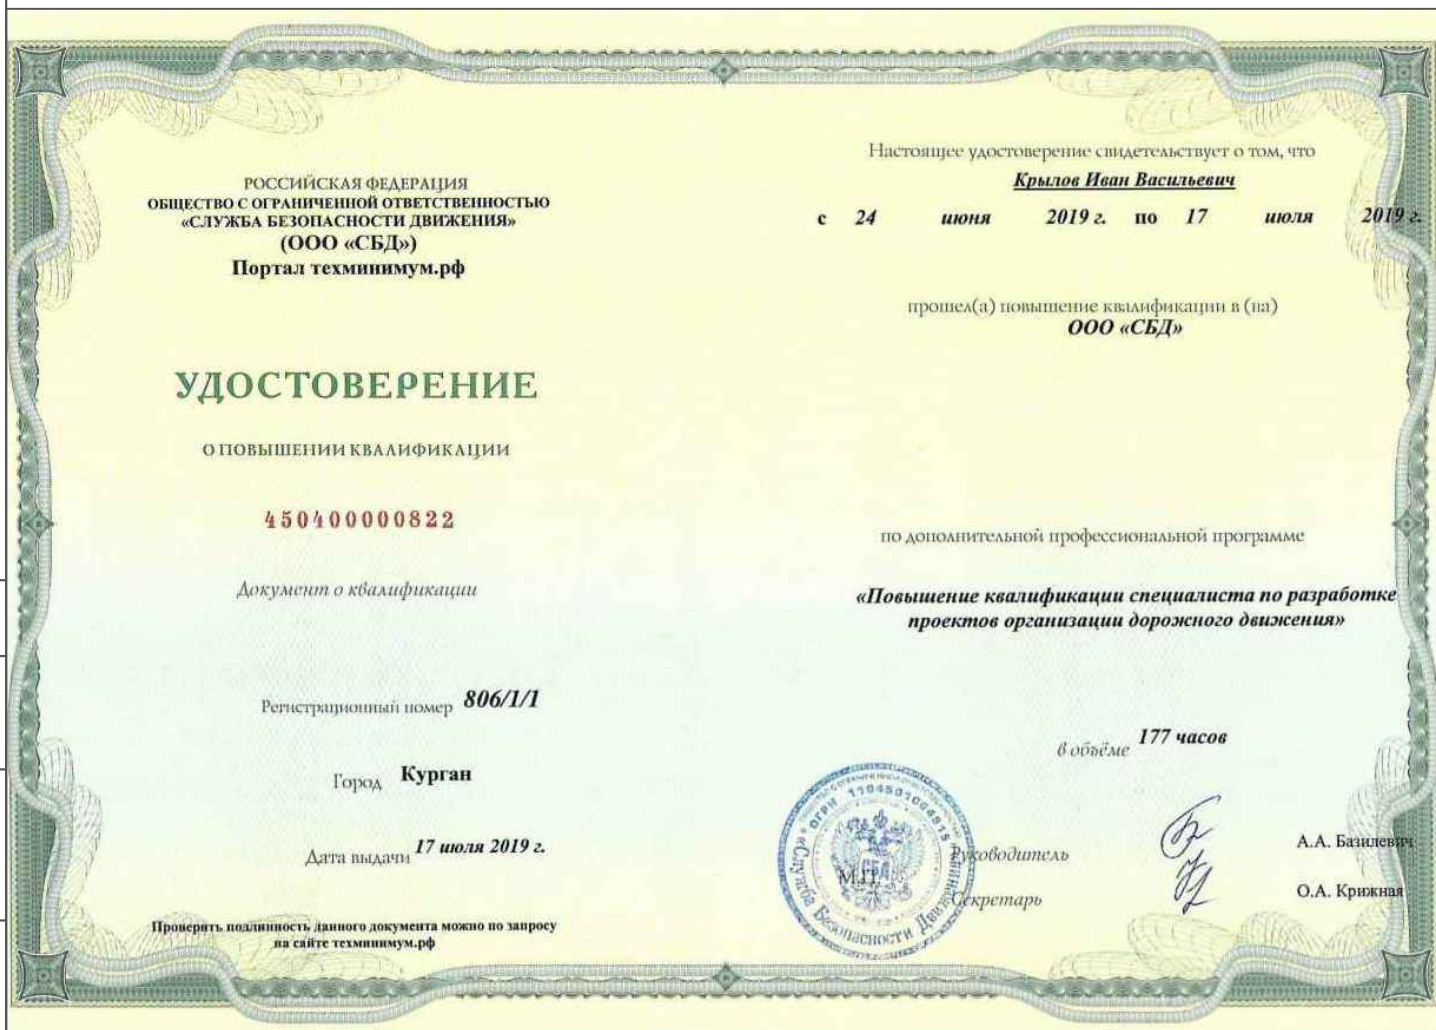 РОССИЙСКАЯ ФЕДЕРАЦИЯ
ОБЩЕСТВО С ОГРАНИЧЕННОЙ ОТВЕТСТВЕННОСТЬЮ
«СЛУЖБА БЕЗОПАСНОСТИ ДВИЖЕНИЯ»
(ООО «СБД»)
Портал техминимум.рф
УДОСТОВЕРЕНИЕ
О ПОВЫШЕНИИ КВАЛИФИКАЦИИ
450400000822
Документ о квалификации
Регистрационный номер 806/1/1
Город Курган
Дата выдачи 17 июля 2019 г.
Проверить подлинность данного документа можно по запросу
на сайте техминимум.рф
Настоящее удостоверение свидетельствует о том, что
Крылов Иван Васильевич
с 24 июня 2019 г. по 17 июля 2019 г.
прошел(а) повышение квалификации в (на)
ООО «СБД»
по дополнительной профессиональной программе
«Повышение квалификации специалиста по разработке
проектов организации дорожного движения»
в объёме 177 часов
Руководитель А.А. Базилевич
М.П.
Секретарь О.А. Крижная
ОГРН 1104501004815
«Служба Безопасности Движения»
СБД